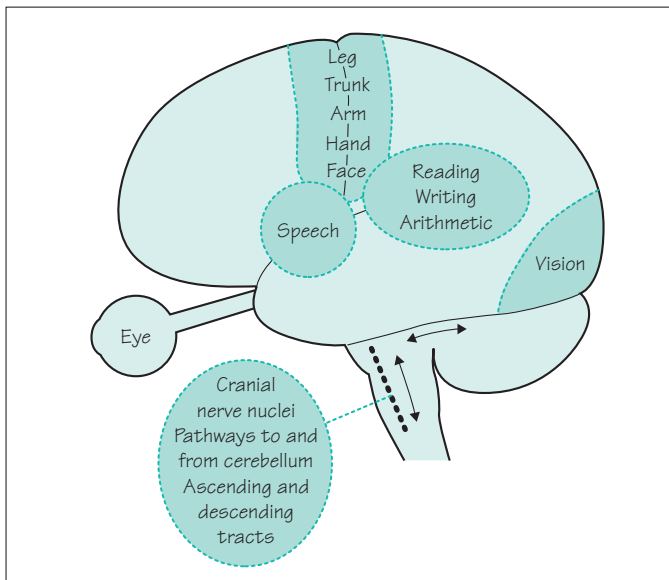 Leg
Trunk
Arm
Hand
Face
Reading
Writing
Arithmetic
Speech
Vision
Eye
Cranial
nerve nuclei
Pathways to and
from cerebellum
Ascending and
descending
tracts